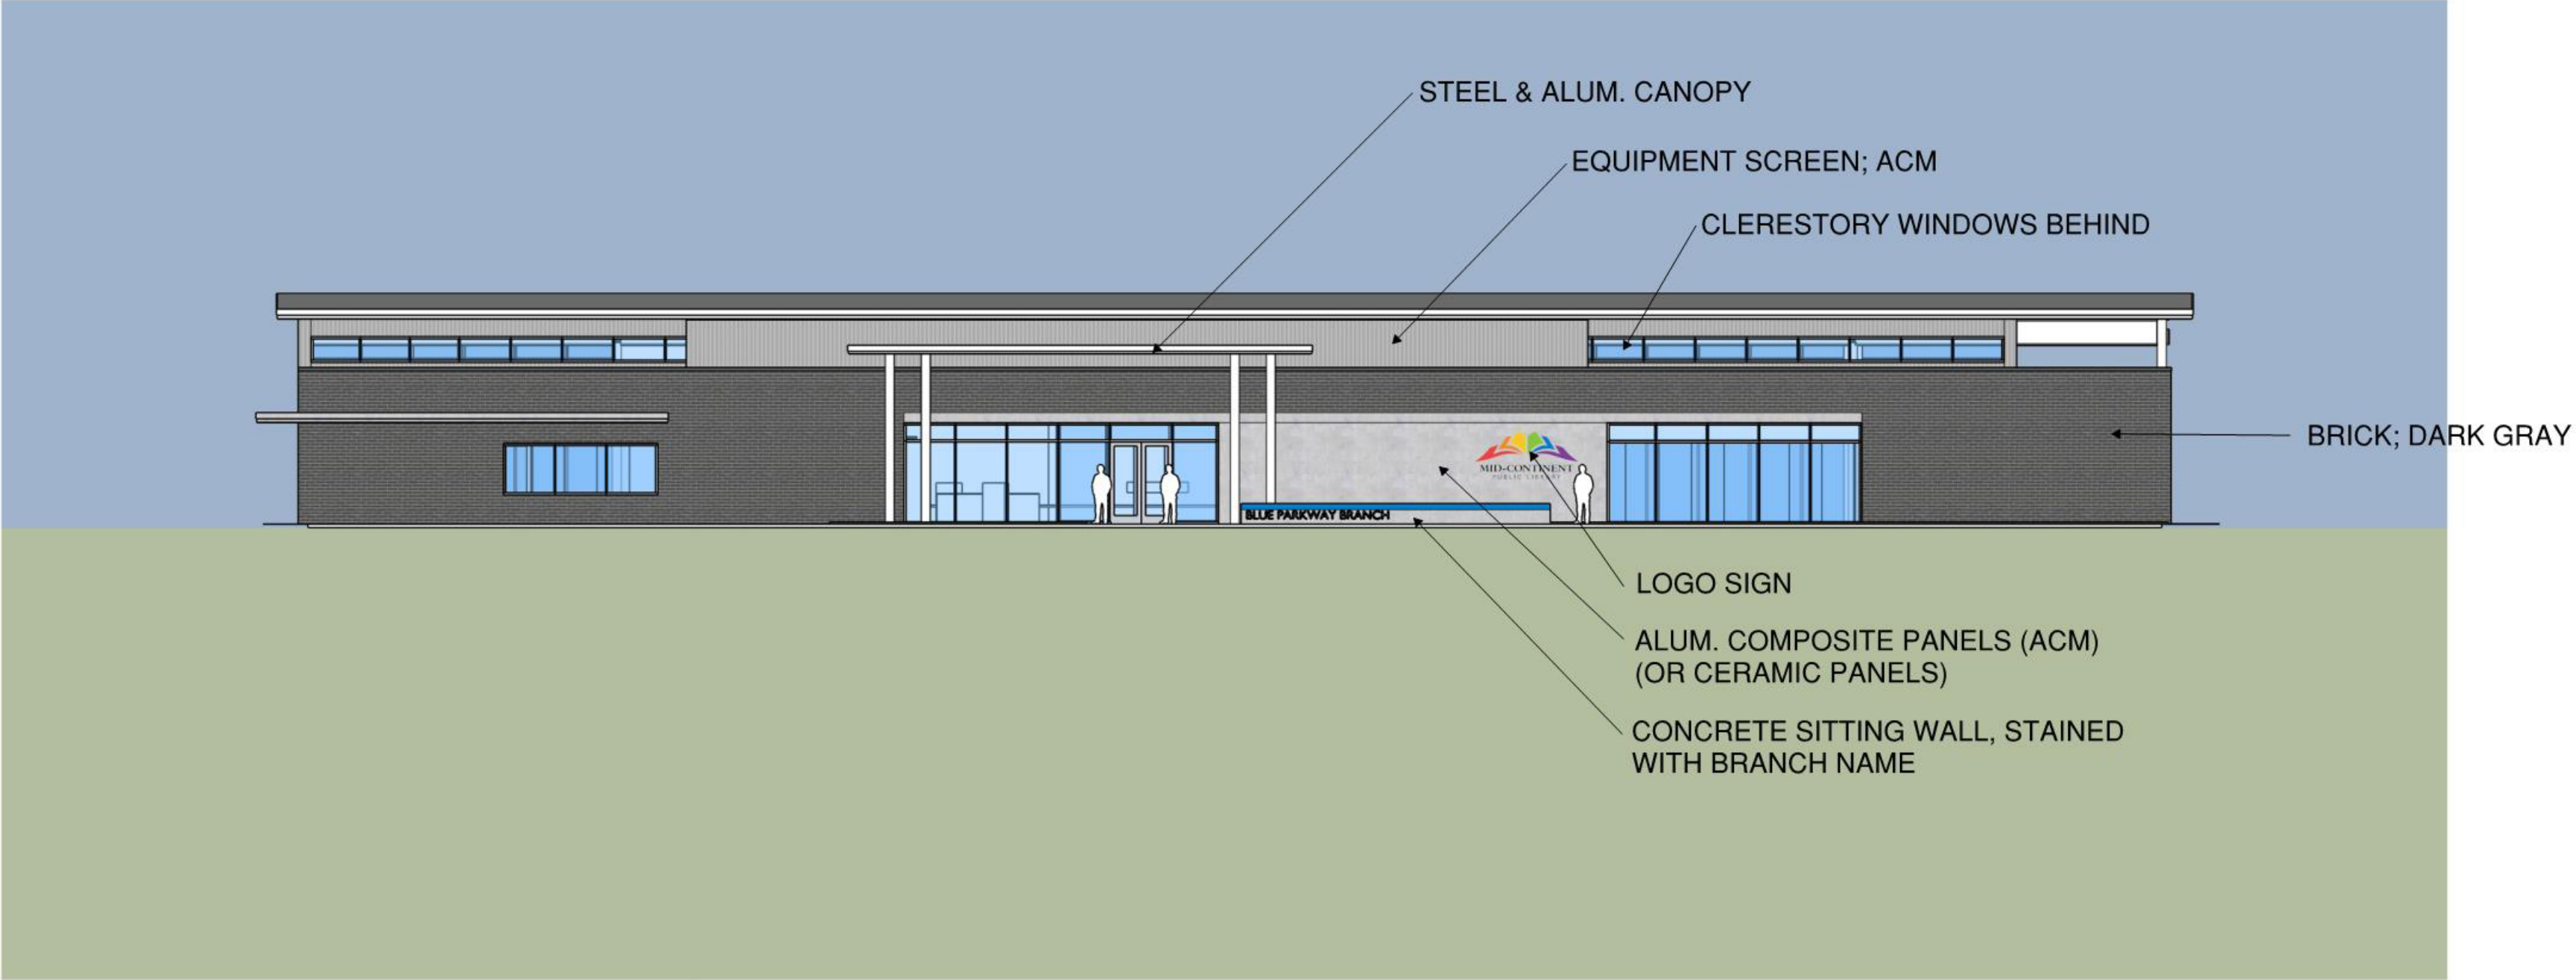 STEEL & ALUM. CANOPY
EQUIPMENT SCREEN; ACM
CLERESTORY WINDOWS BEHIND
BRICK; DARK GRAY
MID-CONTINENT
PUBLIC LIBRARY
BLUE PARKWAY BRANCH
LOGO SIGN
ALUM. COMPOSITE PANELS (ACM)
(OR CERAMIC PANELS)
CONCRETE SITTING WALL, STAINED
WITH BRANCH NAME